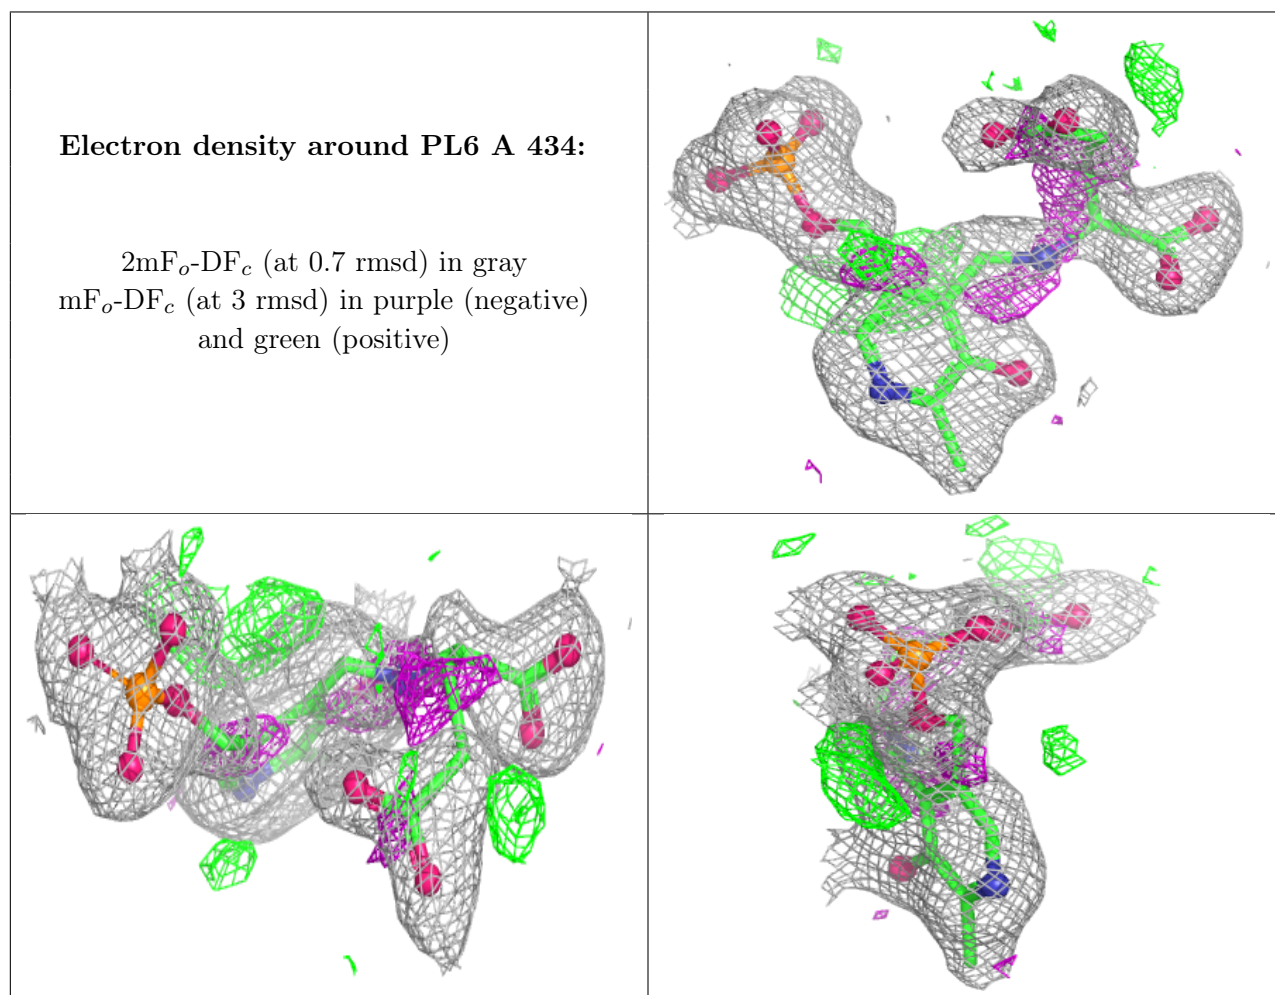 Electron density around PL6 A 434:
2mFo-DFc (at 0.7 rmsd) in gray
mFo-DFc (at 3 rmsd) in purple (negative)
and green (positive)